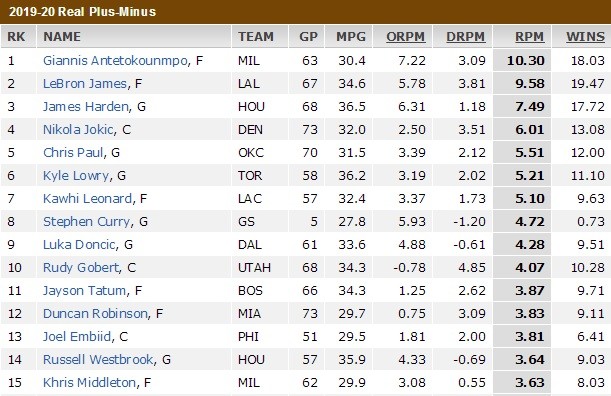 2019-20 Real Plus-Minus
RK NAME TEAM GP MPG ORPM DRPM RPM WINS
1 Giannis Antetokounmpo, F MIL 63 30.4 7.22 3.09 10.30 18.03
2 LeBron James, F LAL 67 34.6 5.78 3.81 9.58 19.47
3 James Harden, G HOU 68 36.5 6.31 1.18 7.49 17.72
4 Nikola Jokic, C DEN 73 32.0 2.50 3.51 6.01 13.08
5 Chris Paul, G OKC 70 31.5 3.39 2.12 5.51 12.00
6 Kyle Lowry, G TOR 58 36.2 3.19 2.02 5.21 11.10
7 Kawhi Leonard, F LAC 57 32.4 3.37 1.73 5.10 9.63
8 Stephen Curry, G GS 5 27.8 5.93 -1.20 4.72 0.73
9 Luka Doncic, G DAL 61 33.6 4.88 -0.61 4.28 9.51
10 Rudy Gobert, C UTAH 68 34.3 -0.78 4.85 4.07 10.28
11 Jayson Tatum, F BOS 66 34.3 1.25 2.62 3.87 9.71
12 Duncan Robinson, F MIA 73 29.7 0.75 3.09 3.83 9.11
13 Joel Embiid, C PHI 51 29.5 1.81 2.00 3.81 6.41
14 Russell Westbrook, G HOU 57 35.9 4.33 -0.69 3.64 9.03
15 Khris Middleton, F MIL 62 29.9 3.08 0.55 3.63 8.03